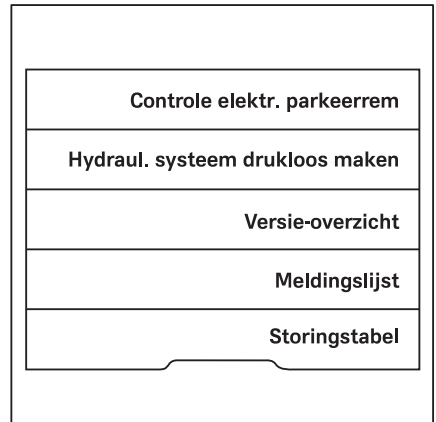 Controle elektr. parkeerrem
Hydraul. systeem drukloos maken
Versie-overzicht
Meldingslijst
Storingstabel